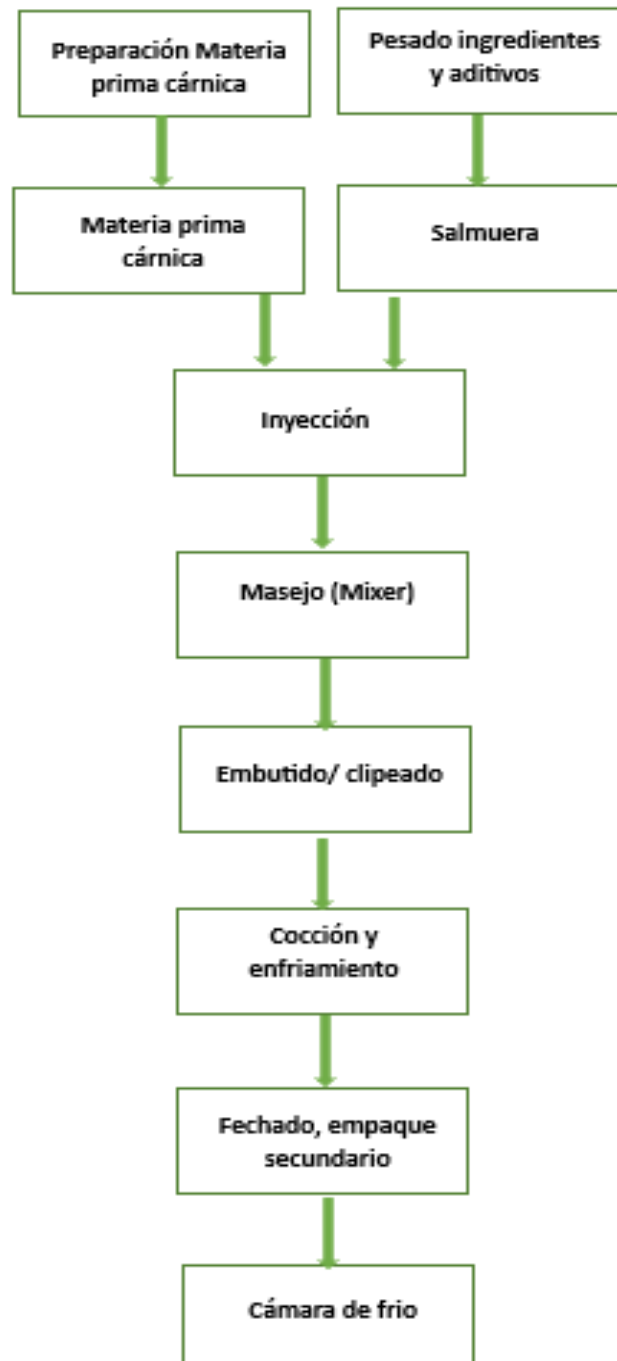 Preparación Materia
prima cárnica
Pesado ingredientes
y aditivos
Materia prima
cárnica
Salmuera
Inyección
Masejo (Mixer)
Embutido/ clipeado
Cocción y
enfriamiento
Fechado, empaque
secundario
Cámara de frio